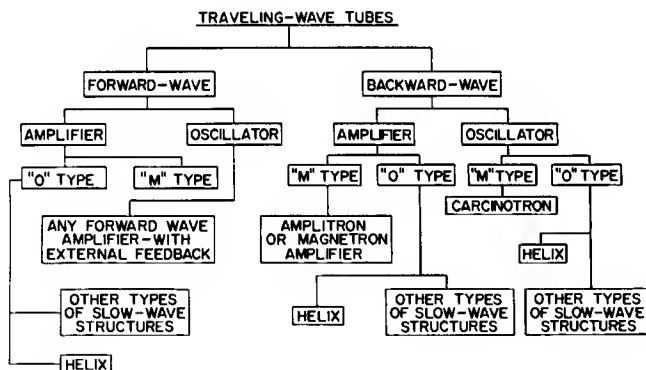 TRAVELING-WAVE TUBES
FORWARD-WAVE
BACKWARD-WAVE
AMPLIFIER
OSCILLATOR
AMPLIFIER
OSCILLATOR
"O" TYPE
"M" TYPE
"M" TYPE
"O" TYPE
"M" TYPE
"O" TYPE
CARCINOTRON
ANY FORWARD WAVE
AMPLIFIER-WITH
EXTERNAL FEEDBACK
AMPLITRON
OR MAGNETRON
AMPLIFIER
HELIX
OTHER TYPES
OF SLOW-WAVE
STRUCTURES
HELIX
OTHER TYPES
OF SLOW-WAVE
STRUCTURES
OTHER TYPES
OF SLOW-WAVE
STRUCTURES
HELIX